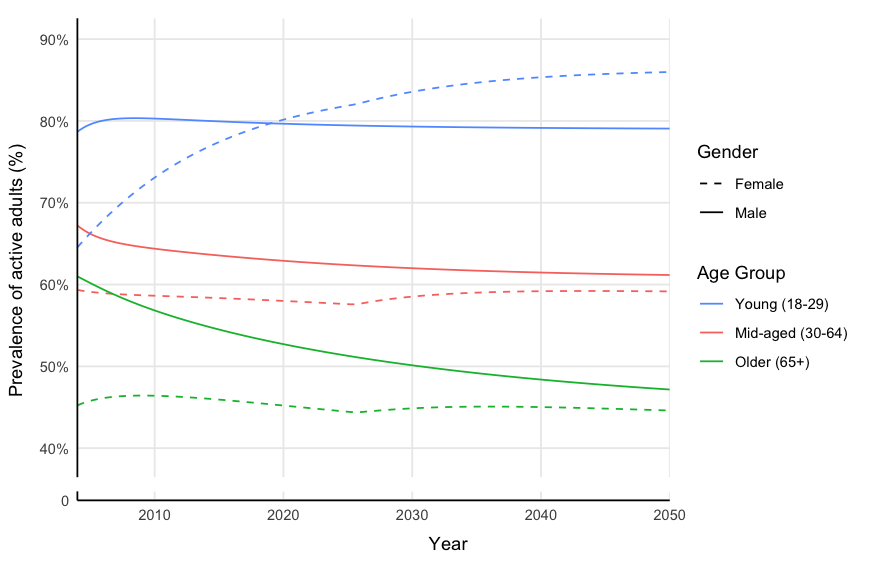 Prevalence of active adults (%)
90%
80%
70%
60%
50%
40%
0
2010 2020 2030 2040 2050
Year
Gender
Female
Male
Age Group
Young (18-29)
Mid-aged (30-64)
Older (65+)